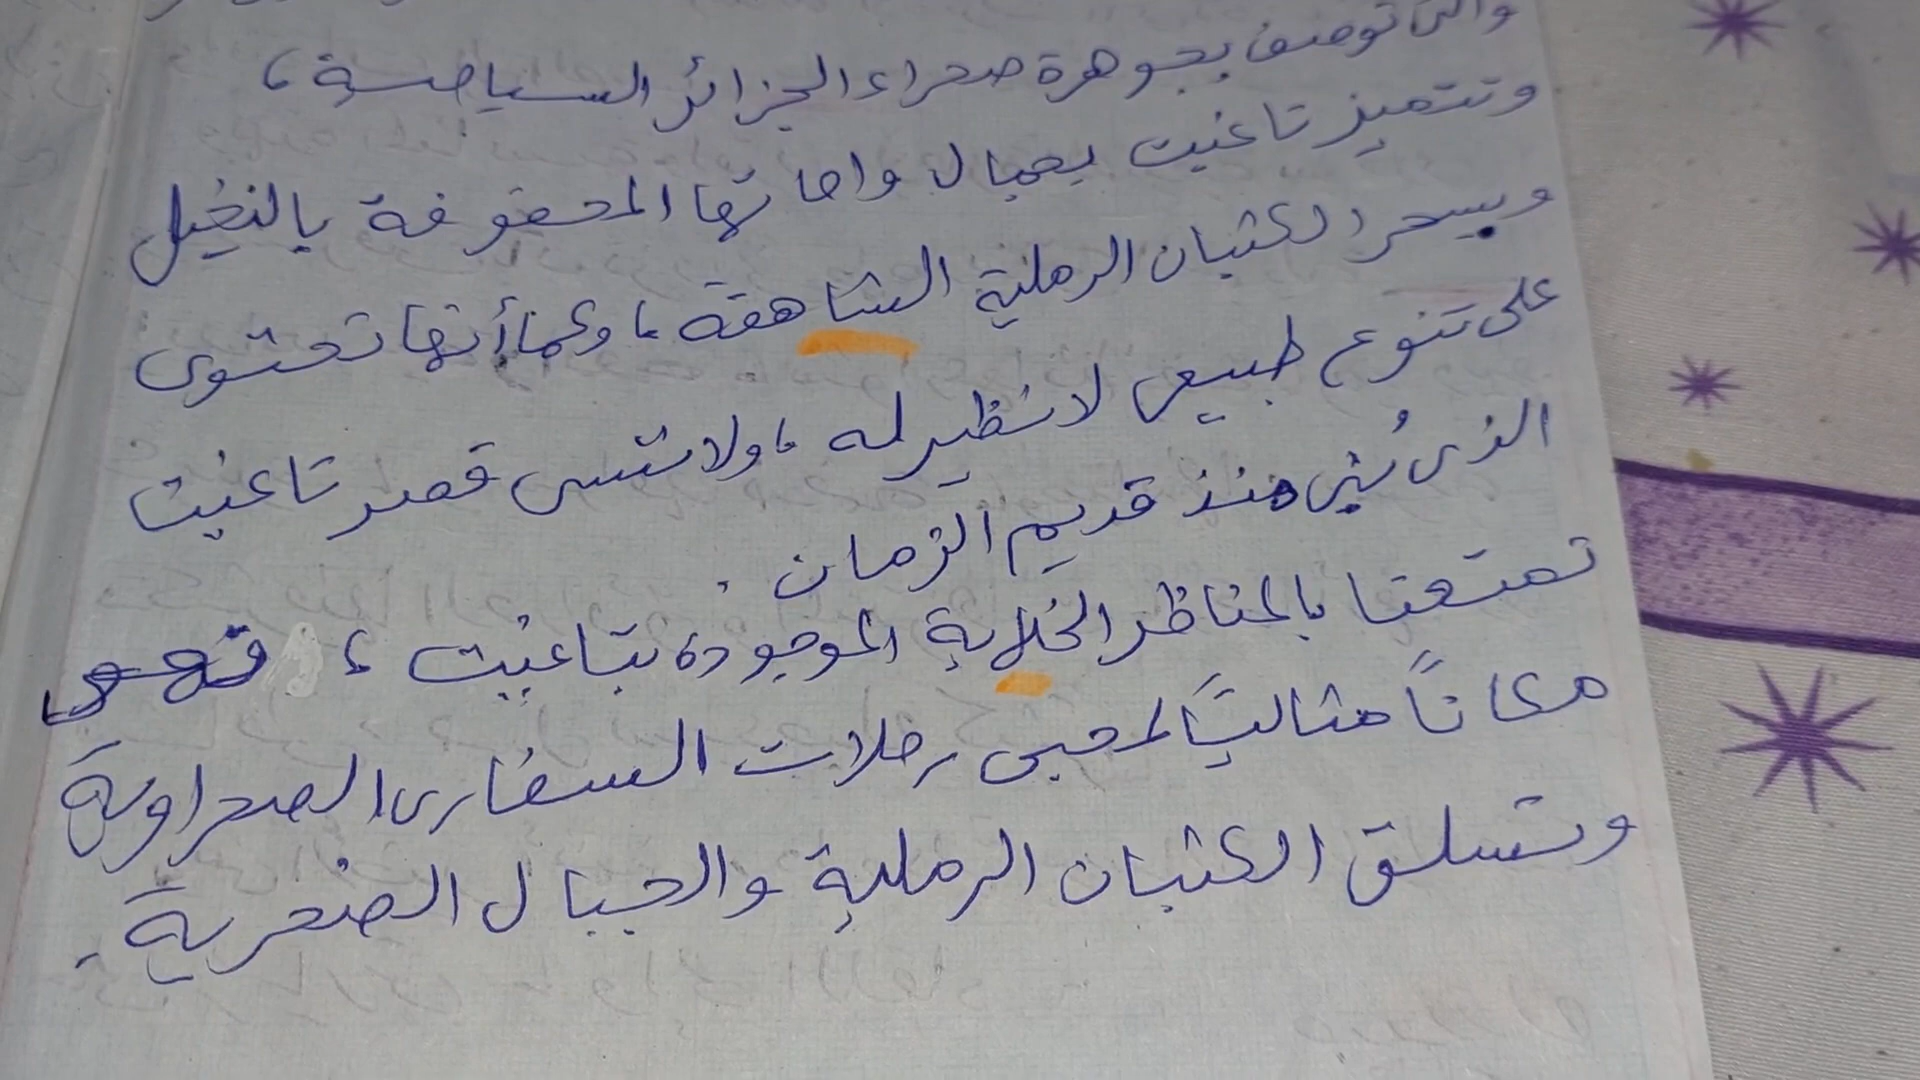 والتي توصف بجوهرة صحراء الجزائر السياحية ،
وتتميز تاغيت بجمال واحاتها المحفوفة بالنخيل
وبسحر الكثبان الرملية الشاهقة ، وكما أنها تحتوي
على تنوع طبيعي لا نظير له ، ولا ننسى قصر تاغيت
الذي بُني منذ قديم الزمان .
تمتعنا بالمناظر الخلابة الموجودة بتاغيت ، فهي
مكاناً مثالياً لمحبي رحلات السفاري الصحراوية
وتسلق الكثبان الرملية والجبال الصخرية .